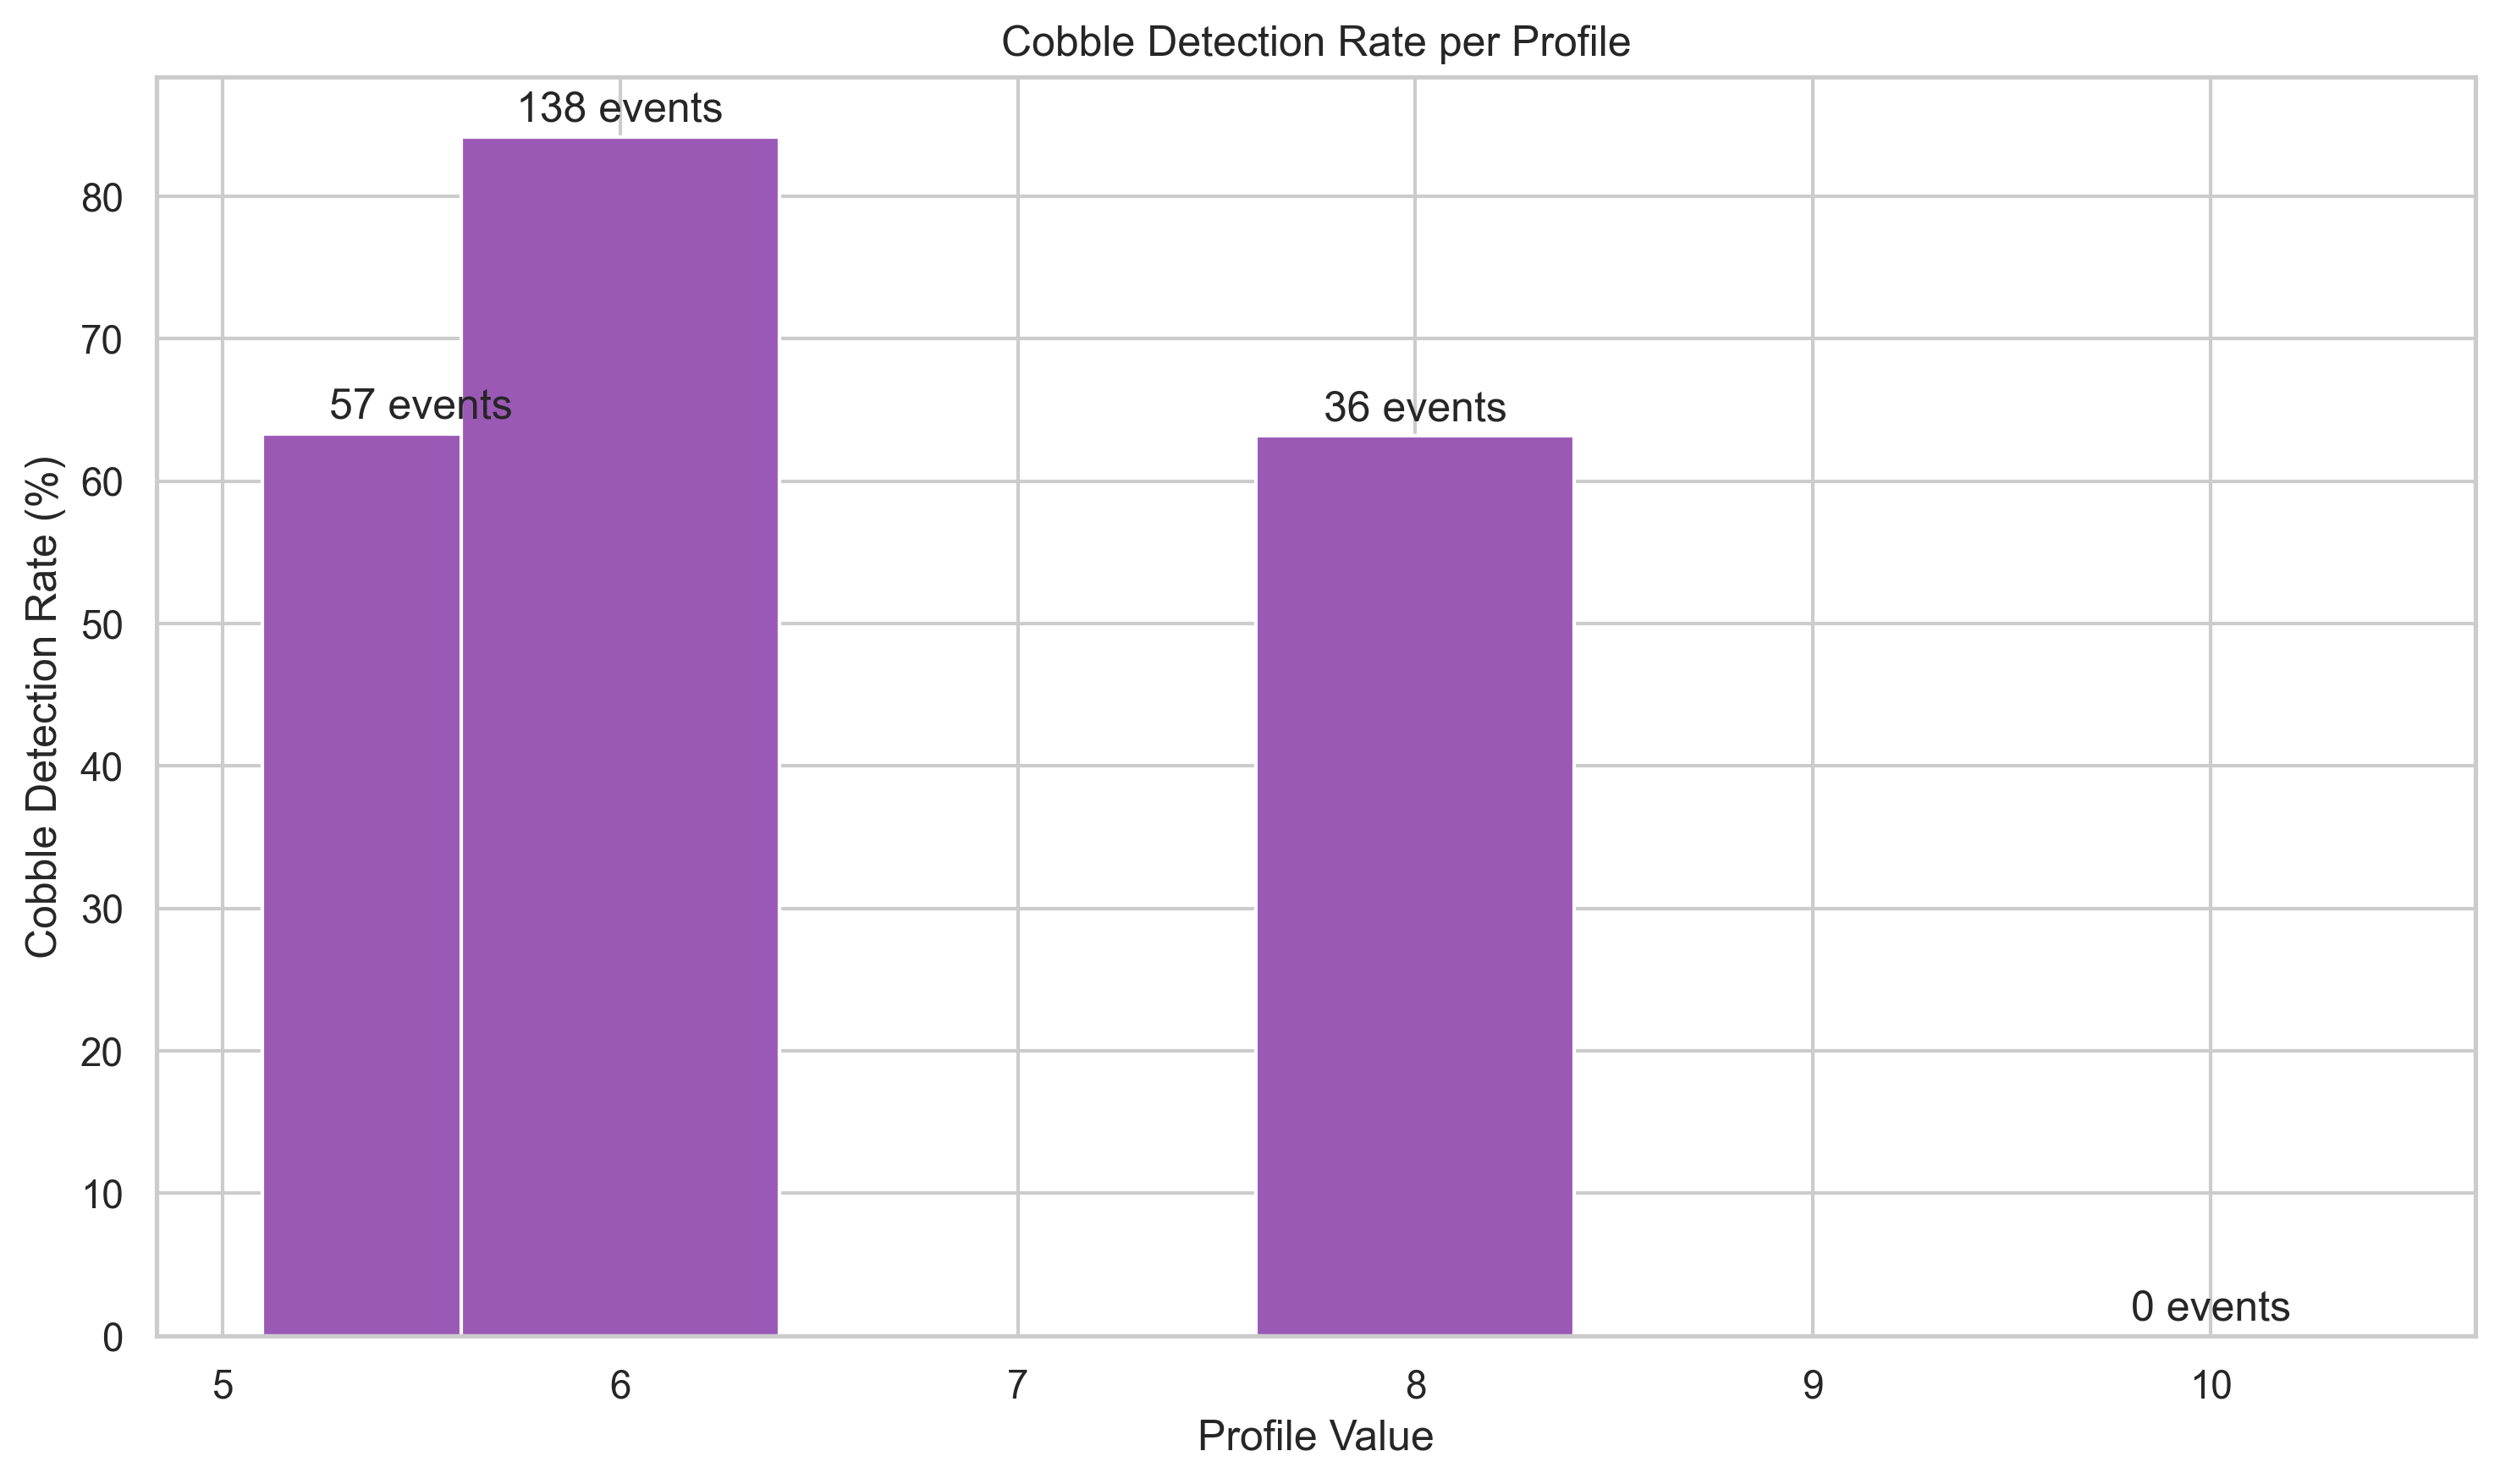 Cobble Detection Rate per Profile
138 events
57 events
36 events
0 events
Cobble Detection Rate (%)
80
70
60
50
40
30
20
10
0
5
6
7
8
9
10
Profile Value